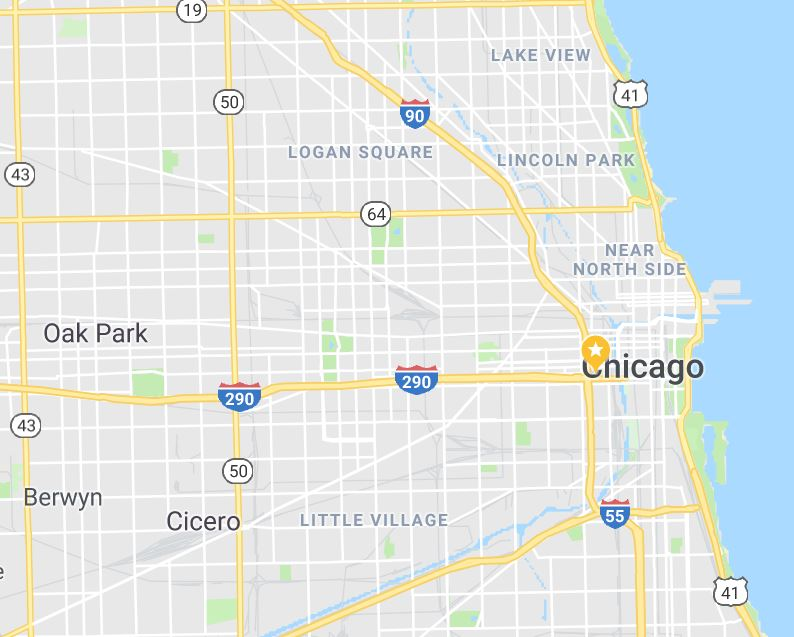 19
LAKE VIEW
41
50
90
LOGAN SQUARE
LINCOLN PARK
43
64
NEAR
NORTH SIDE
Oak Park
Chicago
290
290
43
50
Berwyn
Cicero
LITTLE VILLAGE
55
e
41